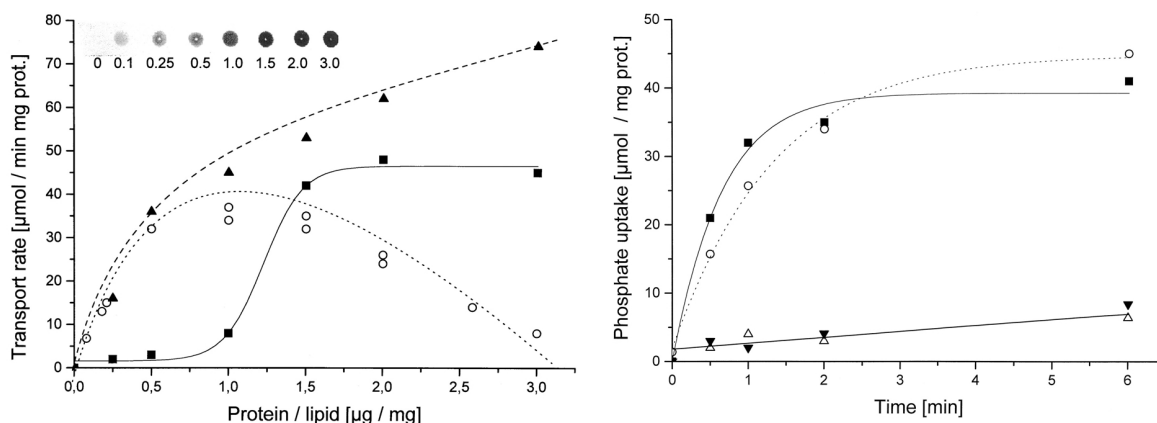 Transport rate [µmol / min mg prot.]
80
70
60
50
40
30
20
10
0
0 0.1 0.25 0.5 1.0 1.5 2.0 3.0
0,0 0,5 1,0 1,5 2,0 2,5 3,0
Protein / lipid [µg / mg]
Phosphate uptake [µmol / mg prot.]
50
40
30
20
10
0
0 1 2 3 4 5 6
Time [min]